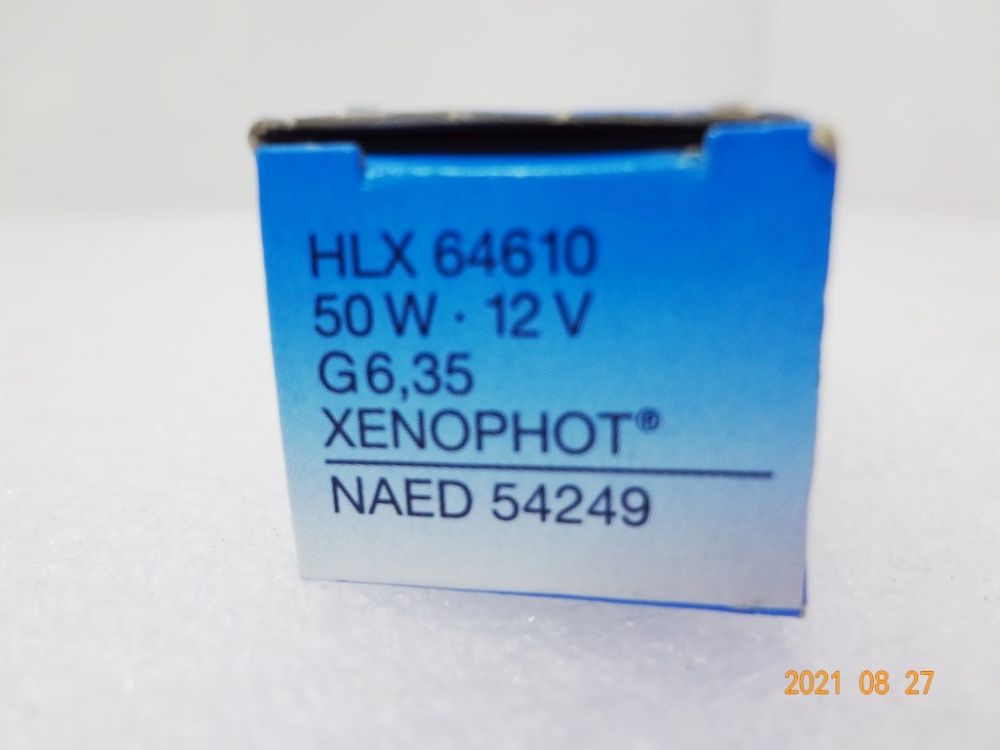 HLX 64610
50 W · 12 V
G6,35
XENOPHOT®
NAED 54249
2021 08 27